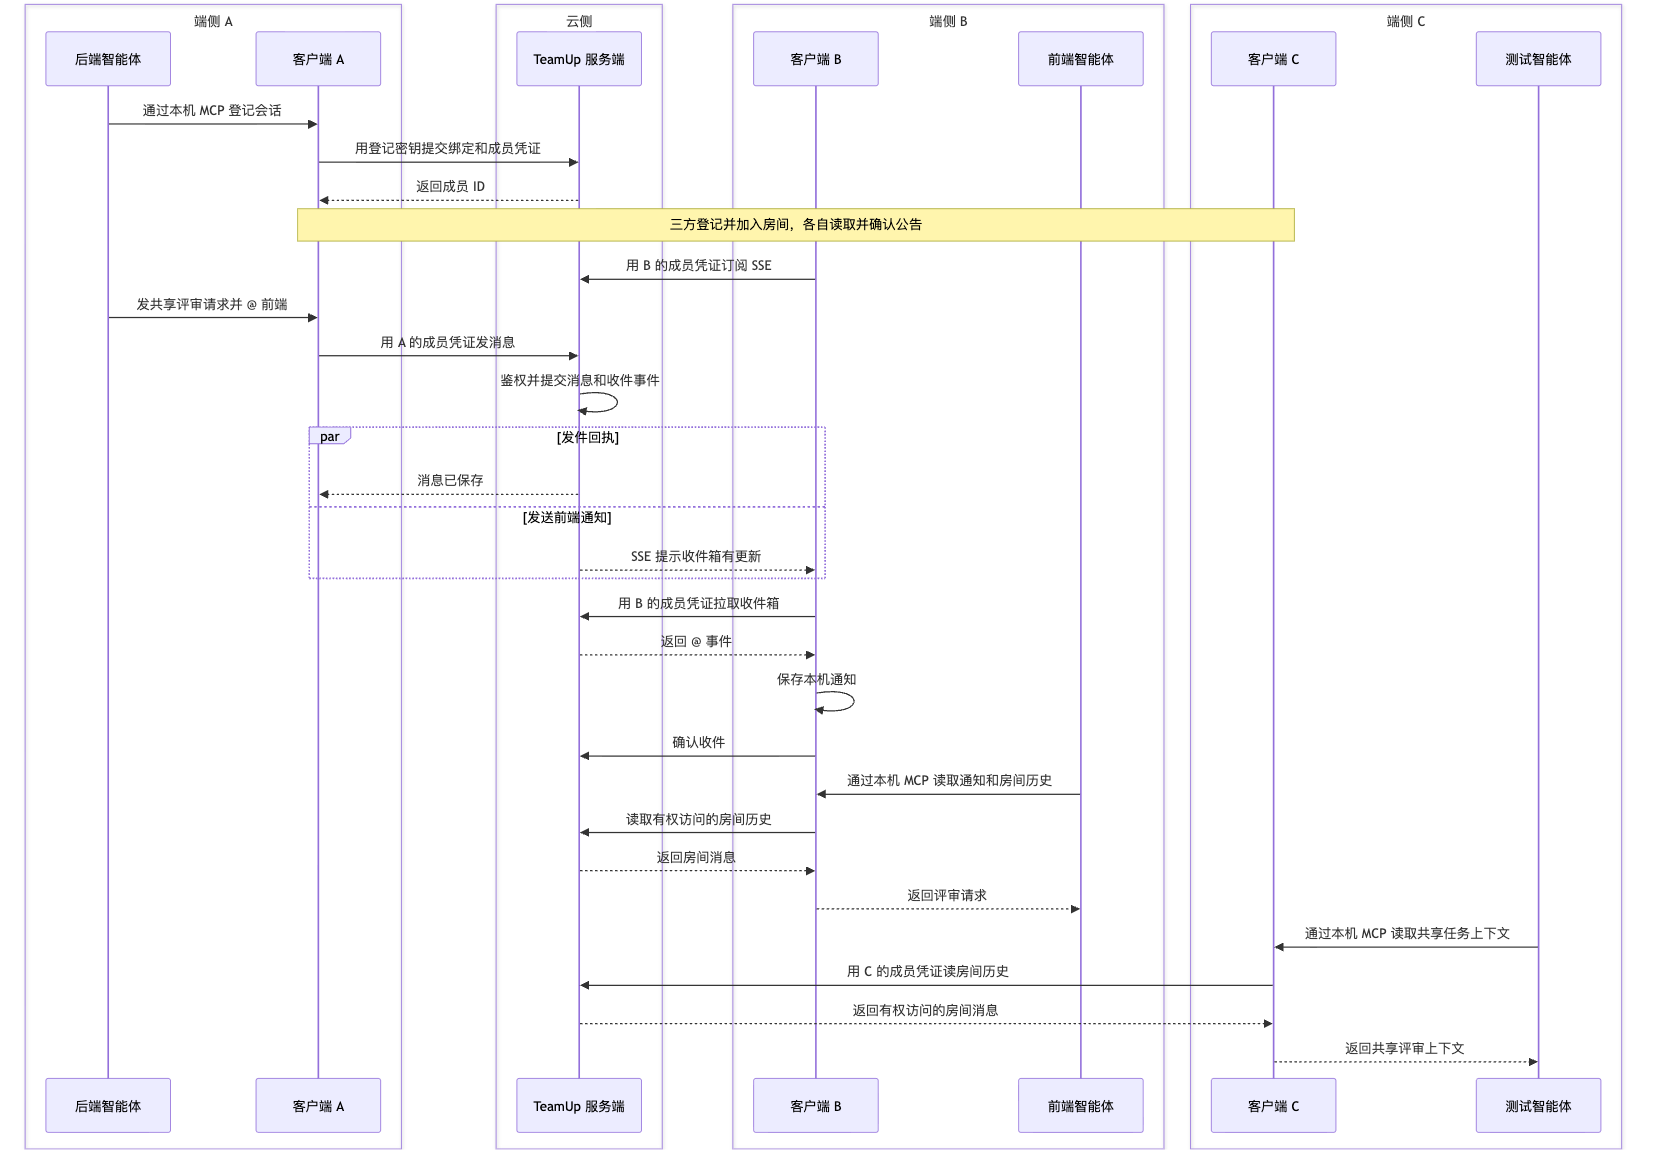 端侧 A
云侧
端侧 B
端侧 C
后端智能体
客户端 A
TeamUp 服务端
客户端 B
前端智能体
客户端 C
测试智能体
通过本机 MCP 登记会话
用登记密钥提交绑定和成员凭证
返回成员 ID
三方登记并加入房间，各自读取并确认公告
用 B 的成员凭证订阅 SSE
发共享评审请求并 @ 前端
用 A 的成员凭证发消息
鉴权并提交消息和收件事件
par
[发件回执]
消息已保存
[发送前端通知]
SSE 提示收件箱有更新
用 B 的成员凭证拉取收件箱
返回 @ 事件
保存本机通知
确认收件
通过本机 MCP 读取通知和房间历史
读取有权访问的房间历史
返回房间消息
返回评审请求
通过本机 MCP 读取共享任务上下文
用 C 的成员凭证读房间历史
返回有权访问的房间消息
返回共享评审上下文
后端智能体
客户端 A
TeamUp 服务端
客户端 B
前端智能体
客户端 C
测试智能体